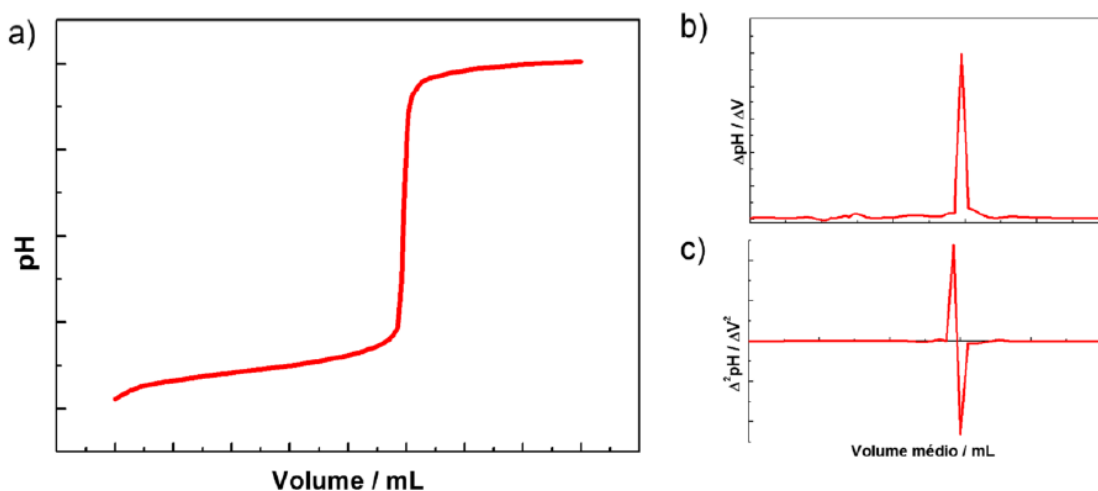 a)
pH
Volume / mL
b)
ΔpH / ΔV
c)
Δ²pH / ΔV²
Volume médio / mL